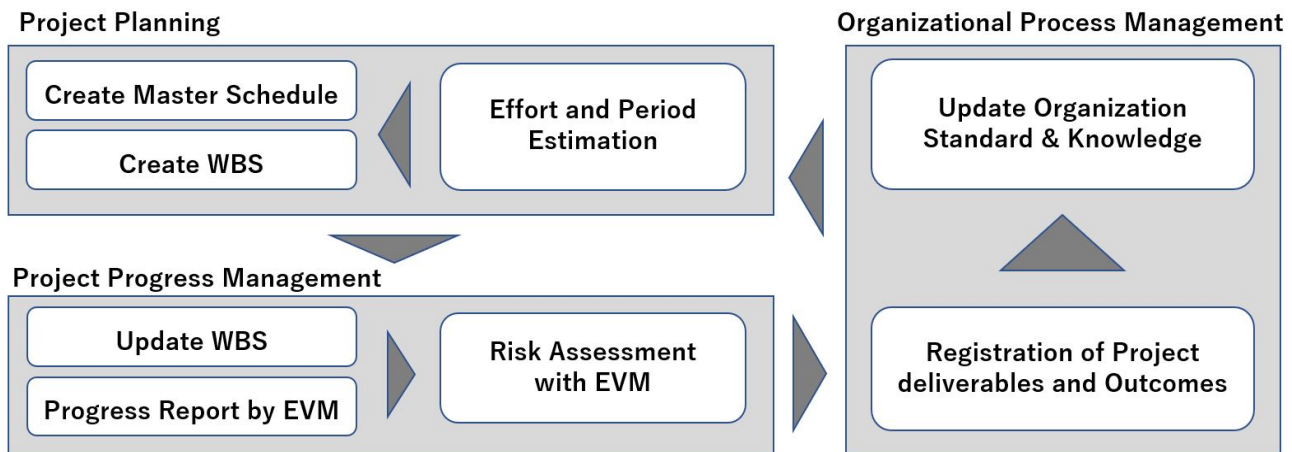 Project Planning
Create Master Schedule
Create WBS
Effort and Period
Estimation
Project Progress Management
Update WBS
Progress Report by EVM
Risk Assessment
with EVM
Organizational Process Management
Update Organization
Standard & Knowledge
Registration of Project
deliverables and Outcomes